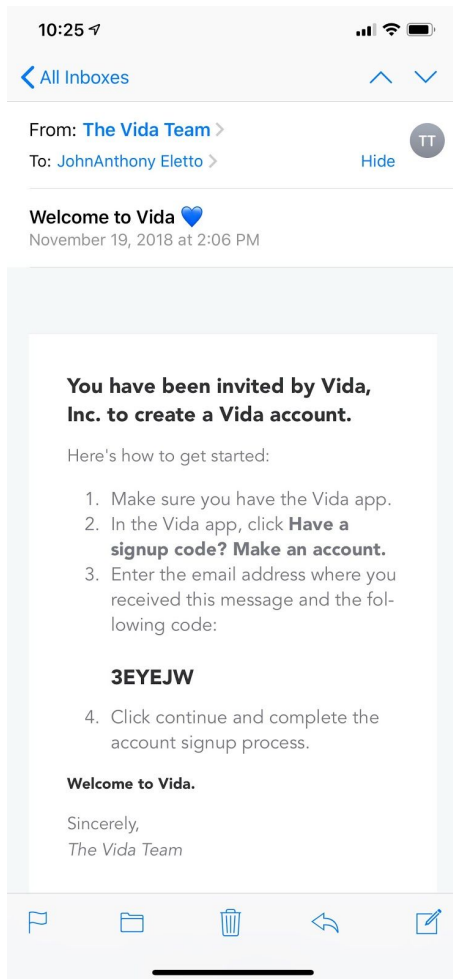 10:25
All Inboxes
From: The Vida Team
TT
To: JohnAnthony Eletto
Hide
Welcome to Vida 💙
November 19, 2018 at 2:06 PM
You have been invited by Vida,
Inc. to create a Vida account.
Here's how to get started:
1. Make sure you have the Vida app.
2. In the Vida app, click Have a
signup code? Make an account.
3. Enter the email address where you
received this message and the fol-
lowing code:
3EYEJW
4. Click continue and complete the
account signup process.
Welcome to Vida.
Sincerely,
The Vida Team